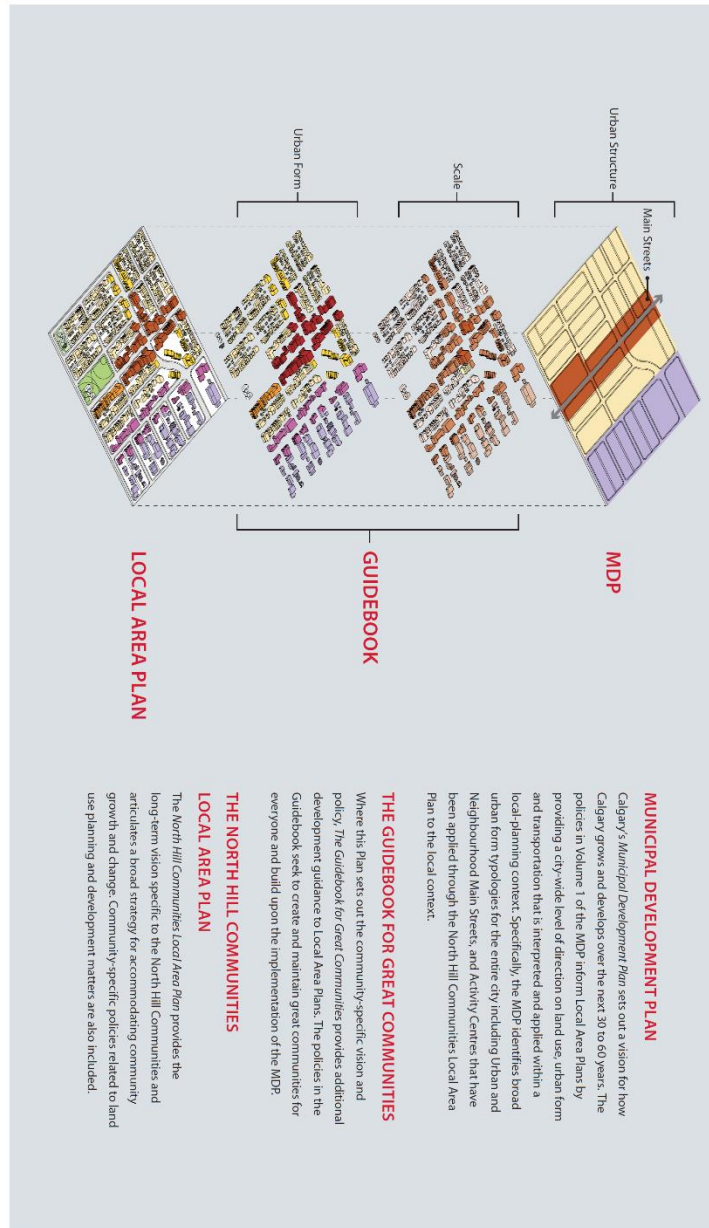 Urban Structure
Main Streets
Scale
Urban Form
MDP
GUIDEBOOK
LOCAL AREA PLAN
MUNICIPAL DEVELOPMENT PLAN
Calgary's Municipal Development Plan sets out a vision for how
Calgary grows and develops over the next 30 to 60 years. The
policies in Volume 1 of the MDP inform Local Area Plans by
providing a city-wide level of direction on land use, urban form
and transportation that is interpreted and applied within a
local-planning context. Specifically, the MDP identifies broad
urban form typologies for the entire city including Urban and
Neighbourhood Main Streets, and Activity Centres that have
been applied through the North Hill Communities Local Area
Plan to the local context.
THE GUIDEBOOK FOR GREAT COMMUNITIES
Where this Plan sets out the community-specific vision and
policy, The Guidebook for Great Communities provides additional
development guidance to Local Area Plans. The policies in the
Guidebook seek to create and maintain great communities for
everyone and build upon the implementation of the MDP.
THE NORTH HILL COMMUNITIES
LOCAL AREA PLAN
The North Hill Communities Local Area Plan provides the
long-term vision specific to the North Hill Communities and
articulates a broad strategy for accommodating community
growth and change. Community-specific policies related to land
use planning and development matters are also included.